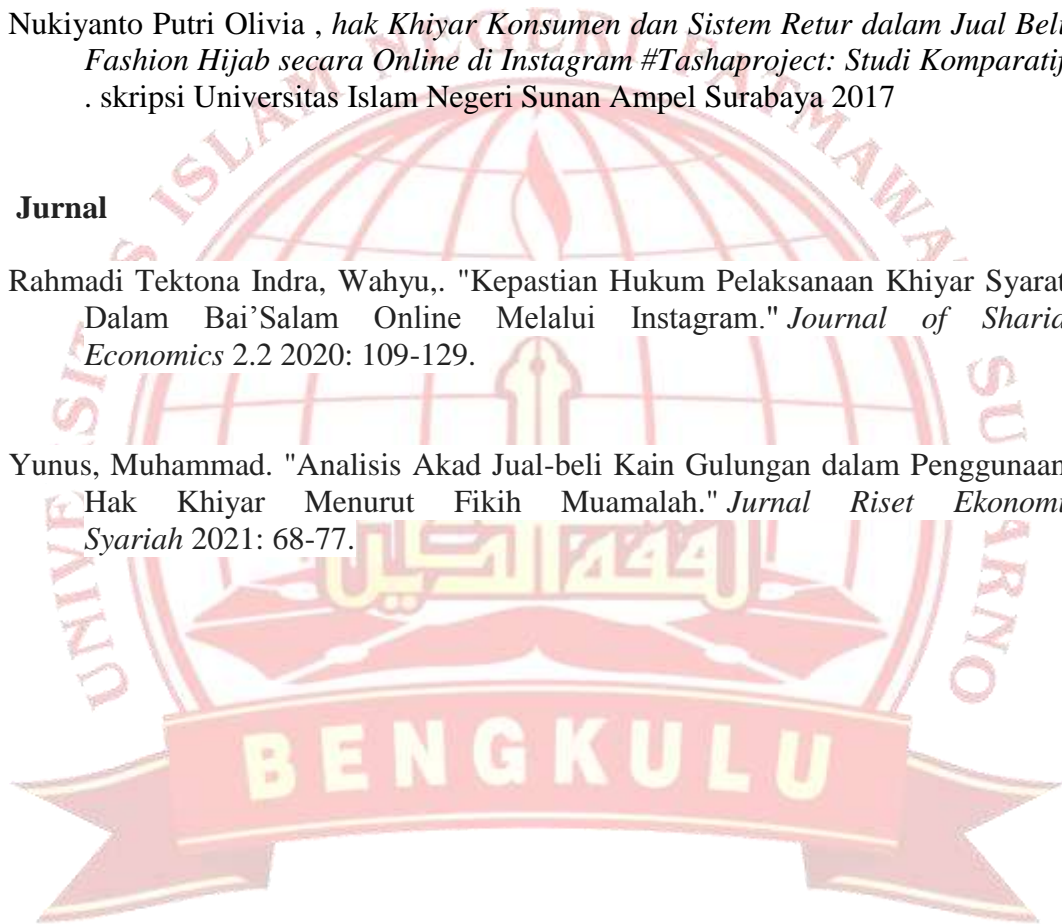 Nukiyanto Putri Olivia , hak Khiyar Konsumen dan Sistem Retur dalam Jual Beli
Fashion Hijab secara Online di Instagram #Tashaproject: Studi Komparatif
. skripsi Universitas Islam Negeri Sunan Ampel Surabaya 2017
Jurnal
Rahmadi Tektona Indra, Wahyu,. "Kepastian Hukum Pelaksanaan Khiyar Syarat
Dalam Bai’Salam Online Melalui Instagram." Journal of Sharia
Economics 2.2 2020: 109-129.
Yunus, Muhammad. "Analisis Akad Jual-beli Kain Gulungan dalam Penggunaan
Hak Khiyar Menurut Fikih Muamalah." Jurnal Riset Ekonomi
Syariah 2021: 68-77.
BENGKULU